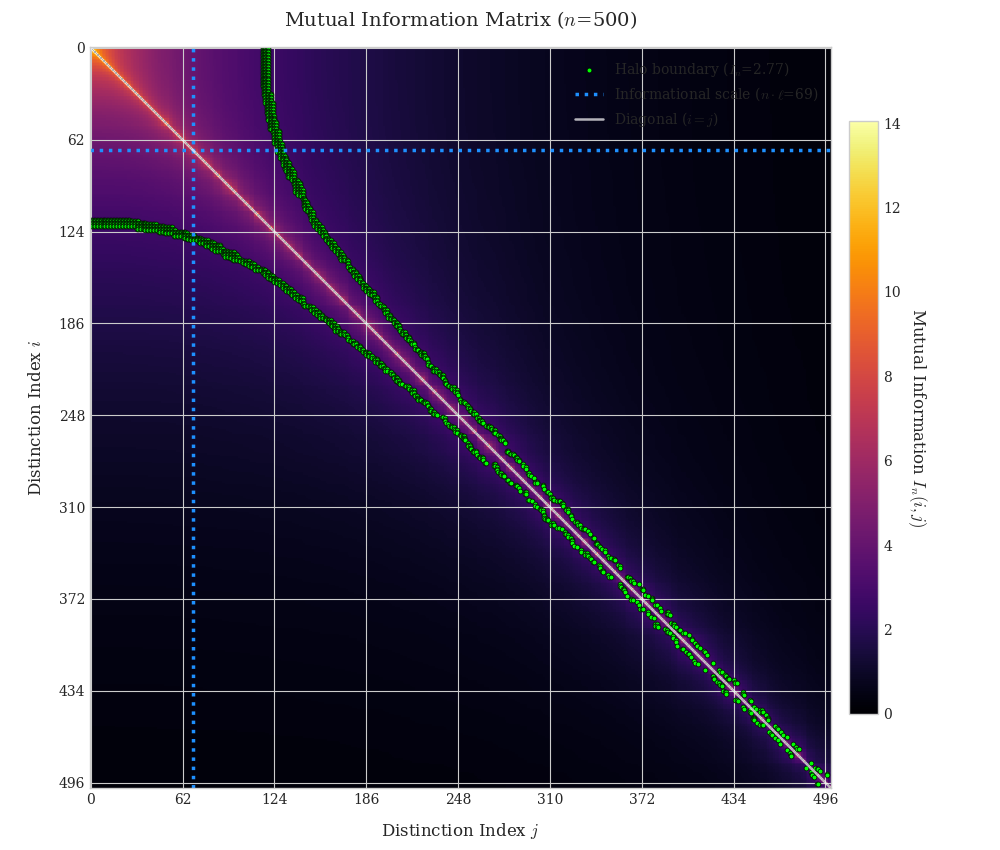 Mutual Information Matrix (n=500)
Halo boundary (I*=2.77)
Informational scale (n · ℓ=69)
Diagonal (i=j)
0
62
124
186
248
310
372
434
496
0 62 124 186 248 310 372 434 496
Distinction Index i
Distinction Index j
14
12
10
8
6
4
2
0
Mutual Information Iₙ(i,j)